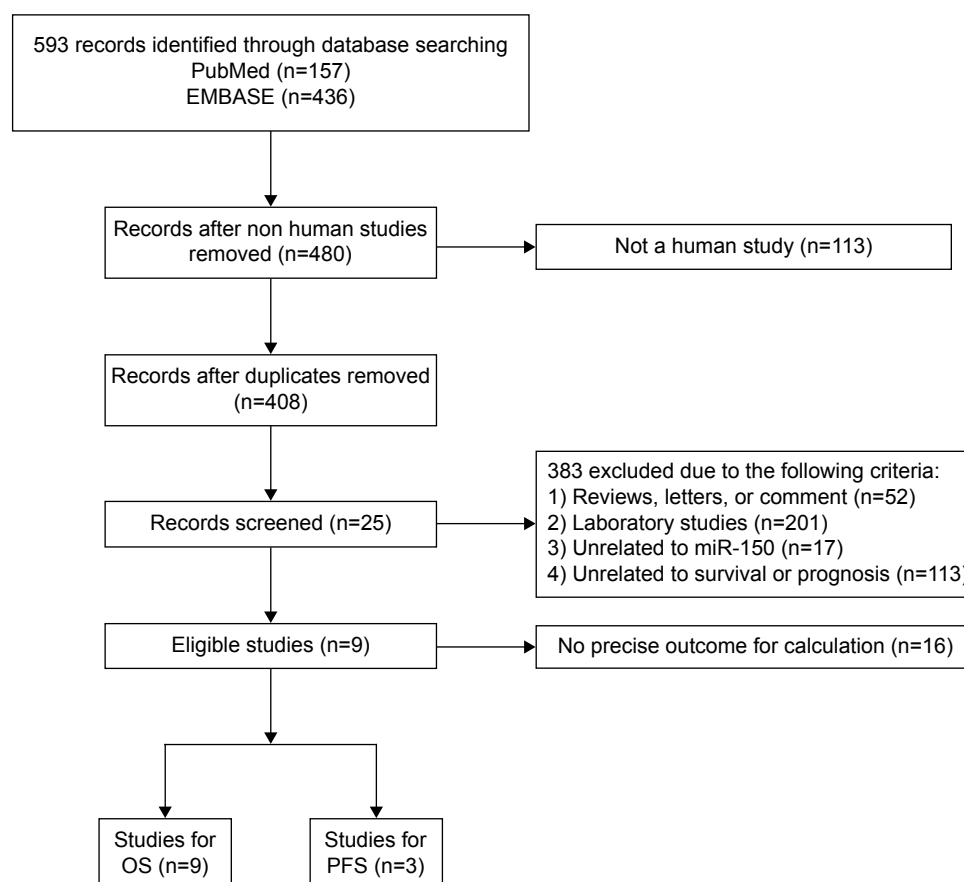 593 records identified through database searching
PubMed (n=157)
EMBASE (n=436)
Records after non human studies
removed (n=480)
Not a human study (n=113)
Records after duplicates removed
(n=408)
383 excluded due to the following criteria:
1) Reviews, letters, or comment (n=52)
2) Laboratory studies (n=201)
3) Unrelated to miR-150 (n=17)
4) Unrelated to survival or prognosis (n=113)
Records screened (n=25)
Eligible studies (n=9)
No precise outcome for calculation (n=16)
Studies for
OS (n=9)
Studies for
PFS (n=3)